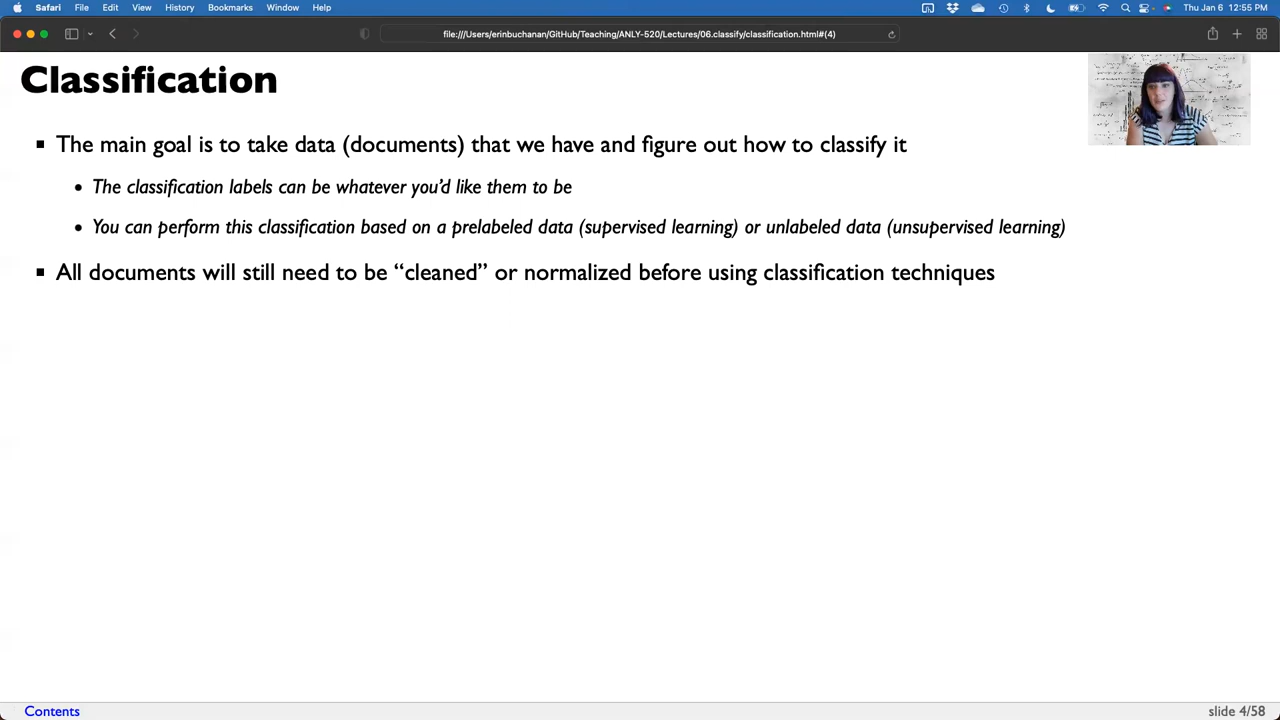 Safari File Edit View History Bookmarks Window Help Thu Jan 6 12:55 PM
file:///Users/erinbuchanan/GitHub/Teaching/ANLY-520/Lectures/06.classify/classification.html#(4)
Classification
The main goal is to take data (documents) that we have and figure out how to classify it
The classification labels can be whatever you’d like them to be
You can perform this classification based on a prelabeled data (supervised learning) or unlabeled data (unsupervised learning)
All documents will still need to be “cleaned” or normalized before using classification techniques
Contents slide 4/58